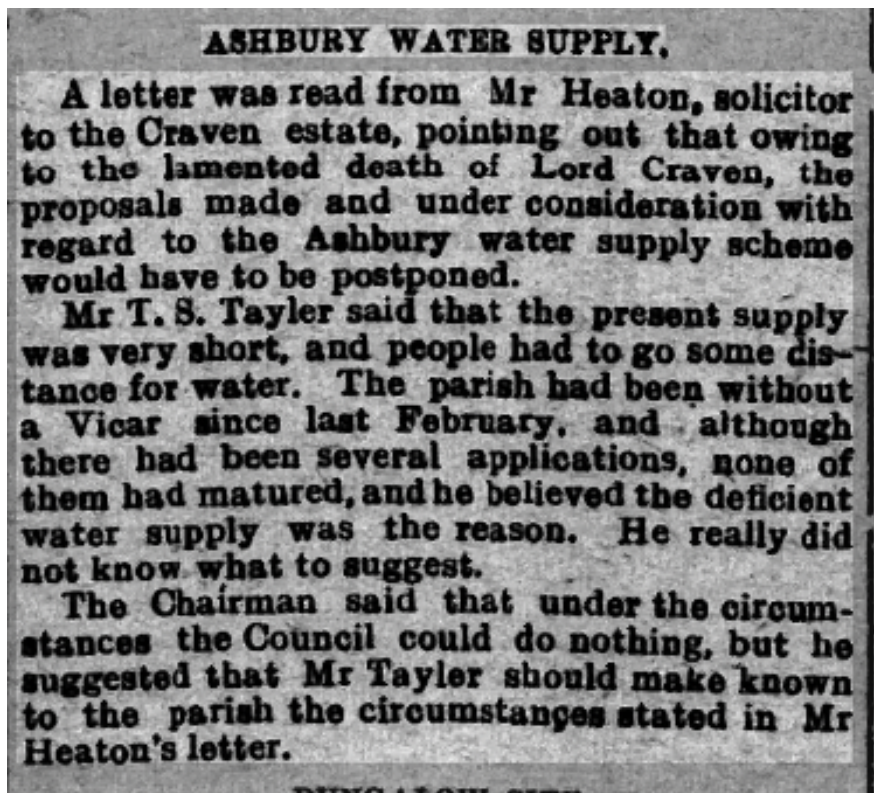 ASHBURY WATER SUPPLY.
A letter was read from Mr Heaton, solicitor
to the Craven estate, pointing out that owing
to the lamented death of Lord Craven, the
proposals made and under consideration with
regard to the Ashbury water supply scheme
would have to be postponed.
Mr T. S. Tayler said that the present supply
was very short, and people had to go some dis-
tance for water. The parish had been without
a Vicar since last February, and although
there had been several applications, none of
them had matured, and he believed the deficient
water supply was the reason. He really did
not know what to suggest.
The Chairman said that under the circum-
stances the Council could do nothing, but he
suggested that Mr Tayler should make known
to the parish the circumstances stated in Mr
Heaton's letter.